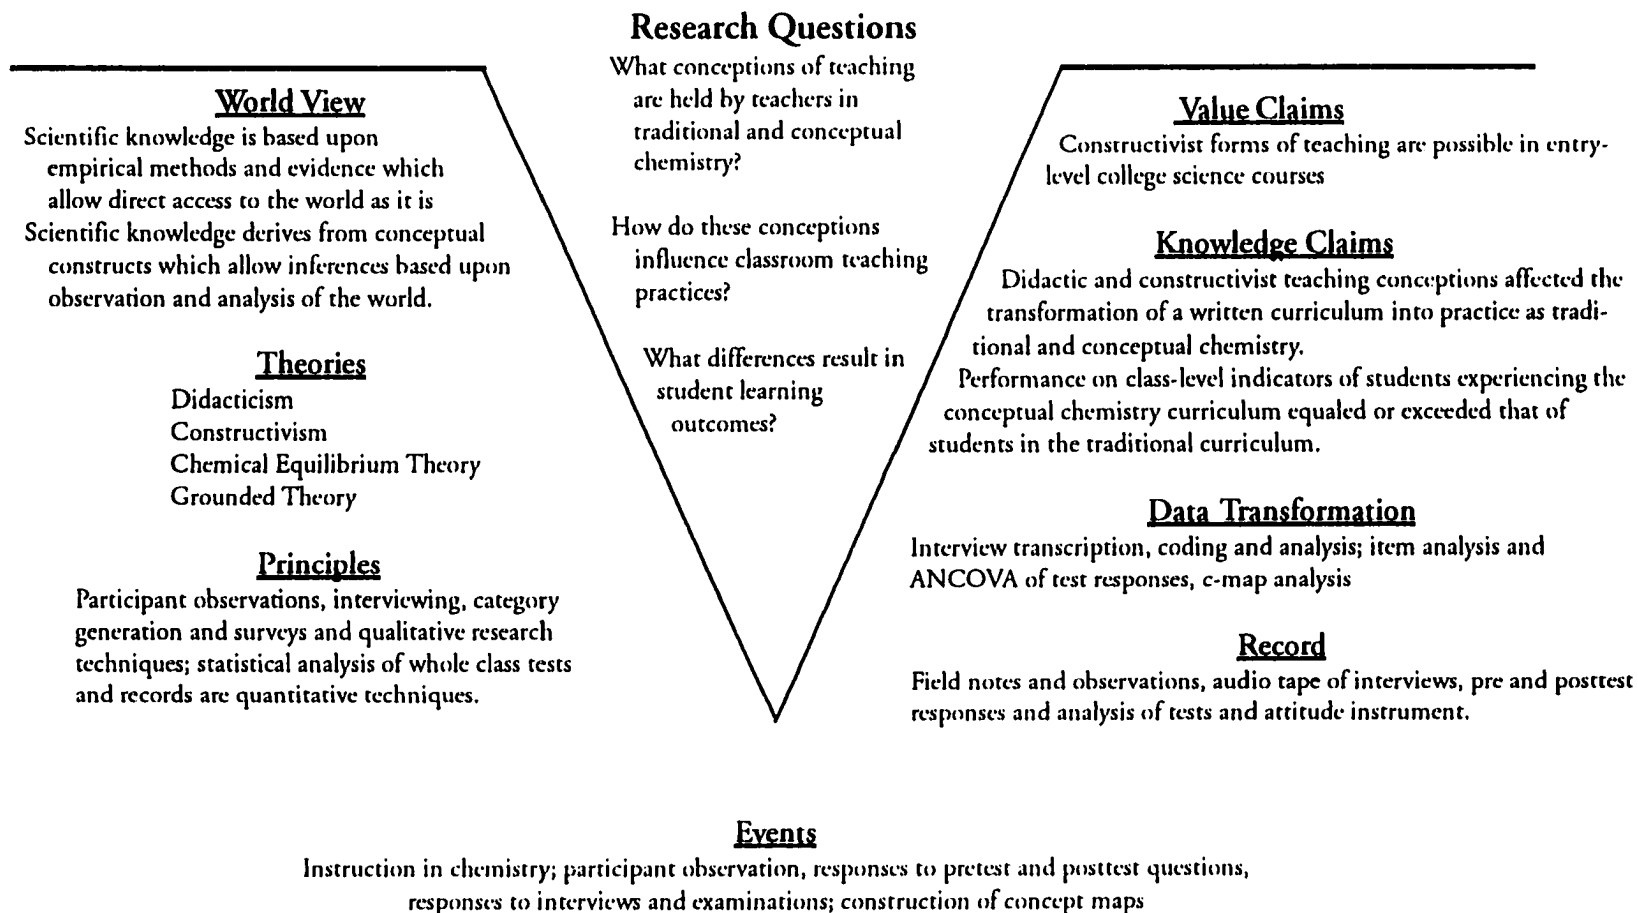 Research Questions
What conceptions of teaching
are held by teachers in
traditional and conceptual
chemistry?
How do these conceptions
influence classroom teaching
practices?
What differences result in
student learning
outcomes?
World View
Scientific knowledge is based upon
empirical methods and evidence which
allow direct access to the world as it is
Scientific knowledge derives from conceptual
constructs which allow inferences based upon
observation and analysis of the world.
Theories
Didacticism
Constructivism
Chemical Equilibrium Theory
Grounded Theory
Principles
Participant observations, interviewing, category
generation and surveys and qualitative research
techniques; statistical analysis of whole class tests
and records are quantitative techniques.
Value Claims
Constructivist forms of teaching are possible in entry-
level college science courses
Knowledge Claims
Didactic and constructivist teaching conceptions affected the
transformation of a written curriculum into practice as tradi-
tional and conceptual chemistry.
Performance on class-level indicators of students experiencing the
conceptual chemistry curriculum equaled or exceeded that of
students in the traditional curriculum.
Data Transformation
Interview transcription, coding and analysis; item analysis and
ANCOVA of test responses, c-map analysis
Record
Field notes and observations, audio tape of interviews, pre and posttest
responses and analysis of tests and attitude instrument.
Events
Instruction in chemistry; participant observation, responses to pretest and posttest questions,
responses to interviews and examinations; construction of concept maps